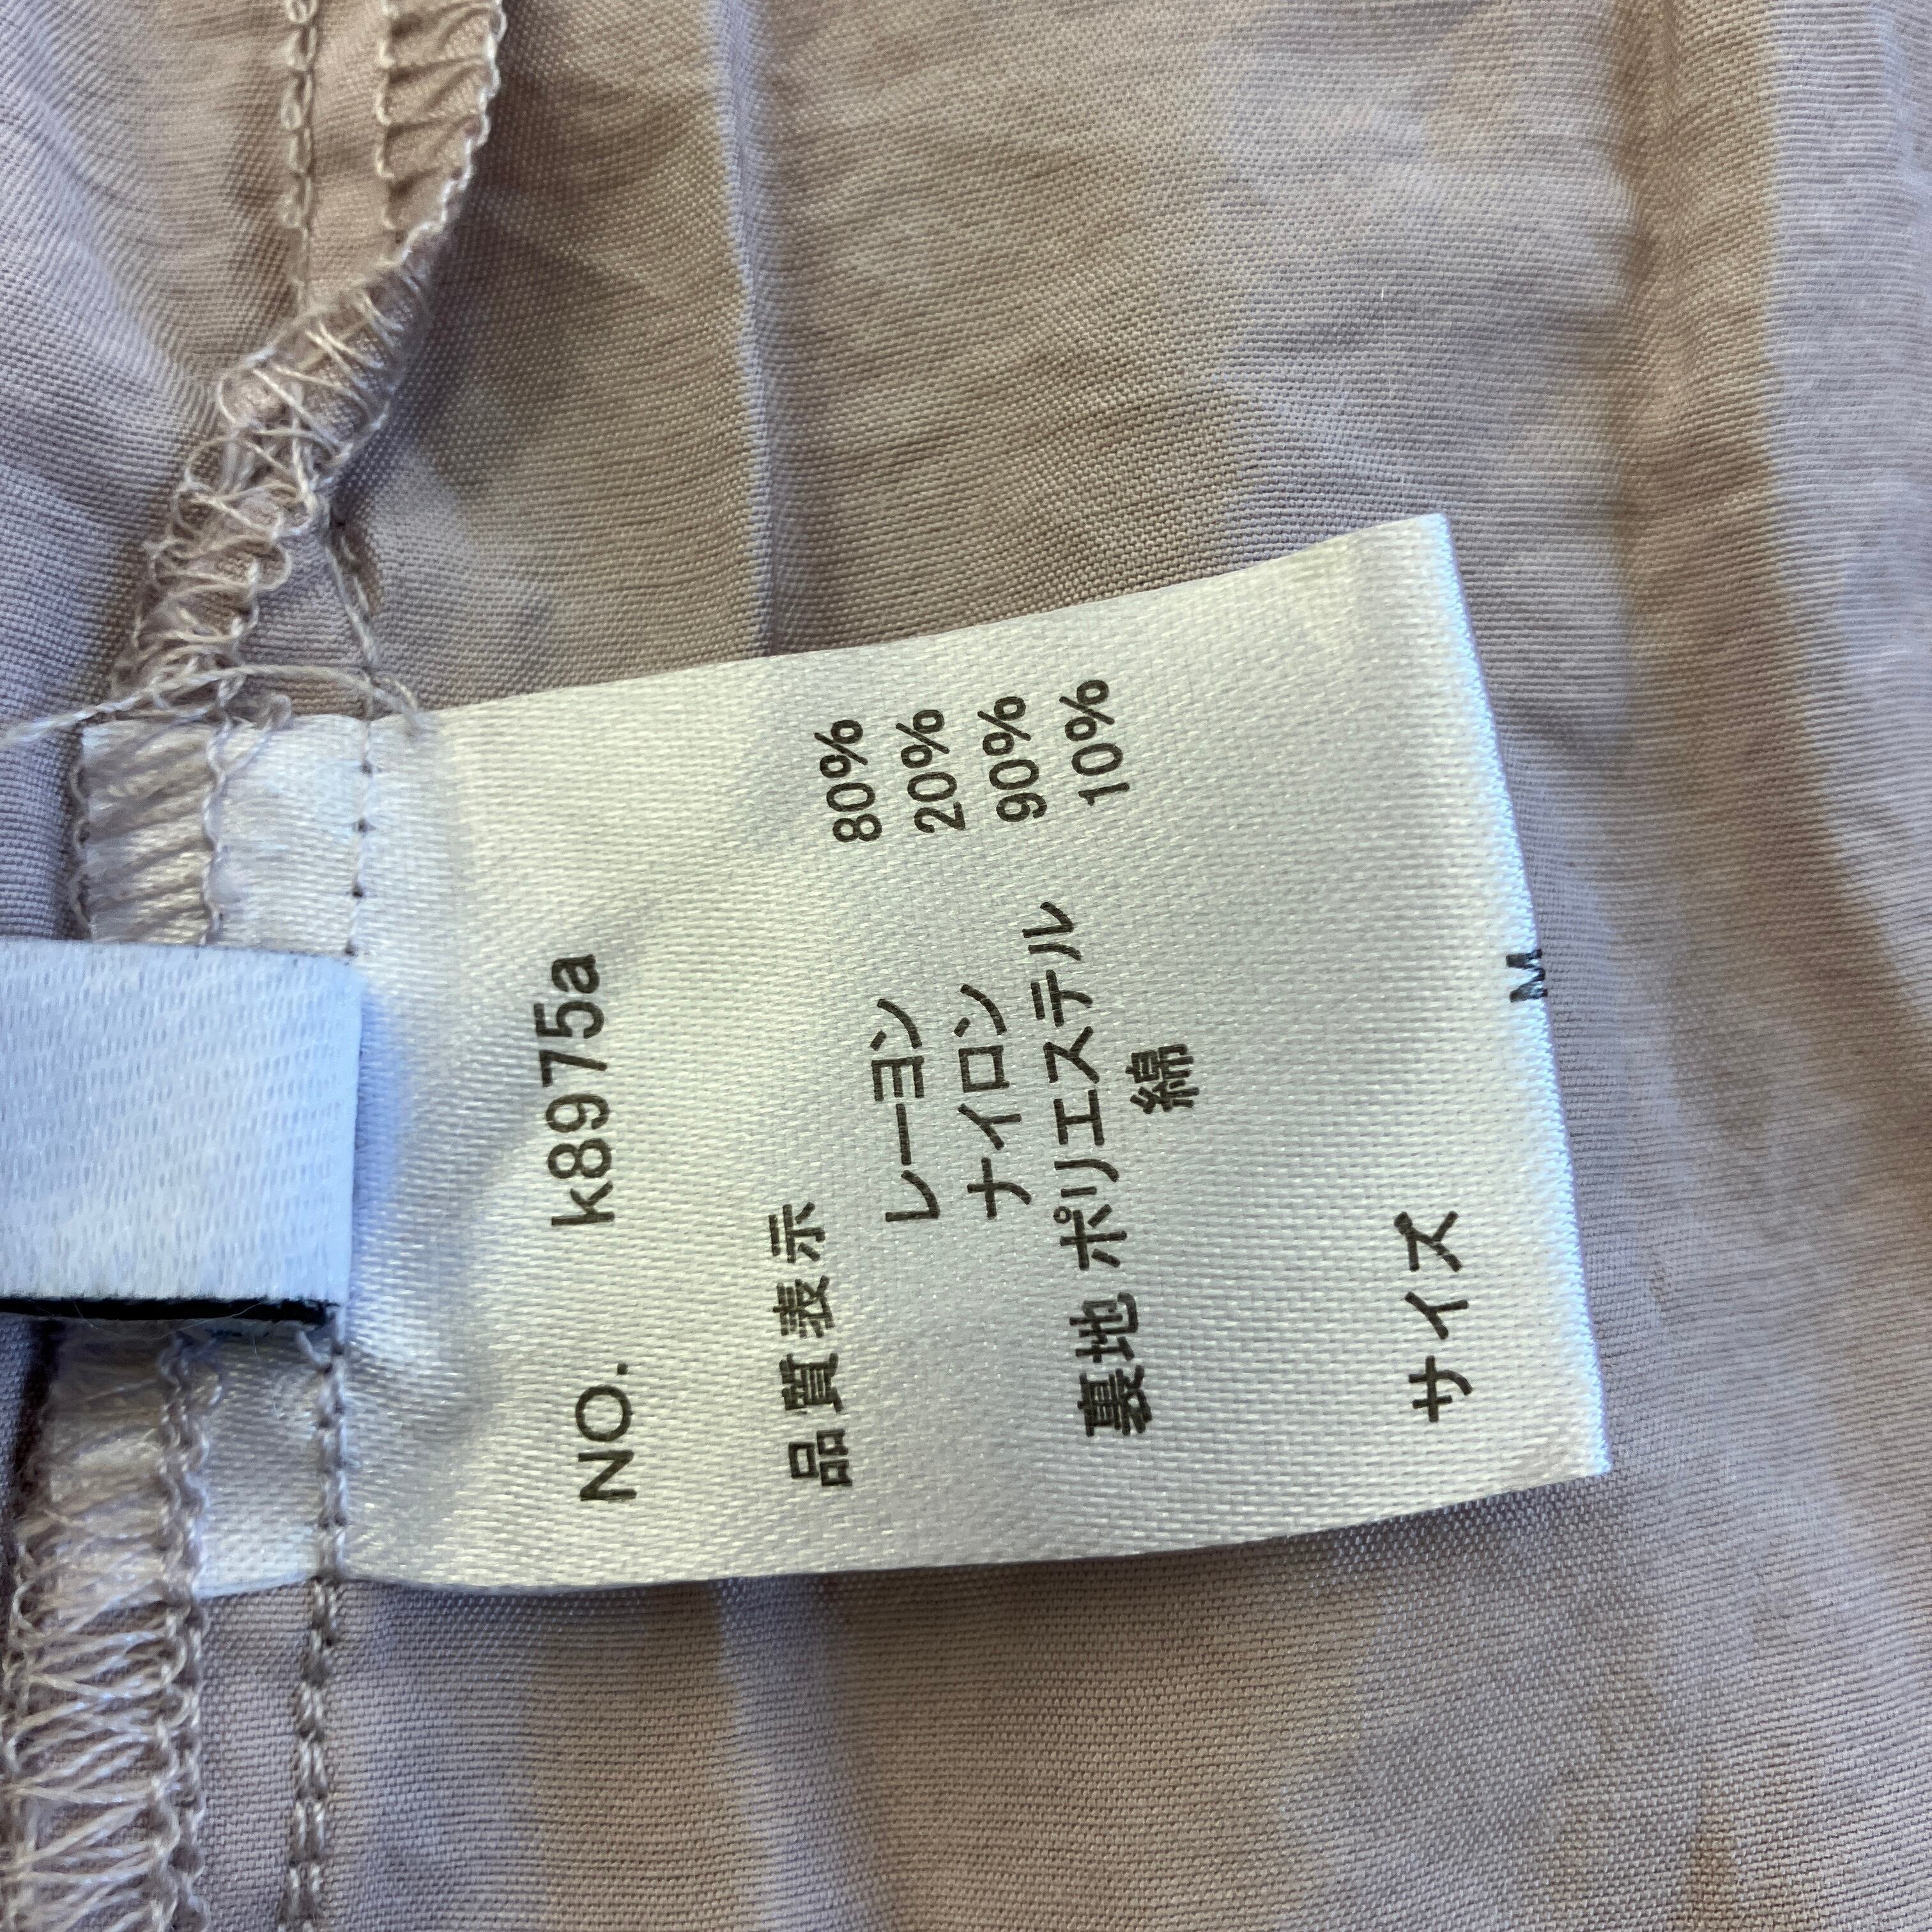 NO. k8975a
品質表示
レーヨン 80%
ナイロン 20%
裏地 ポリエステル 90%
綿 10%
サイズ M